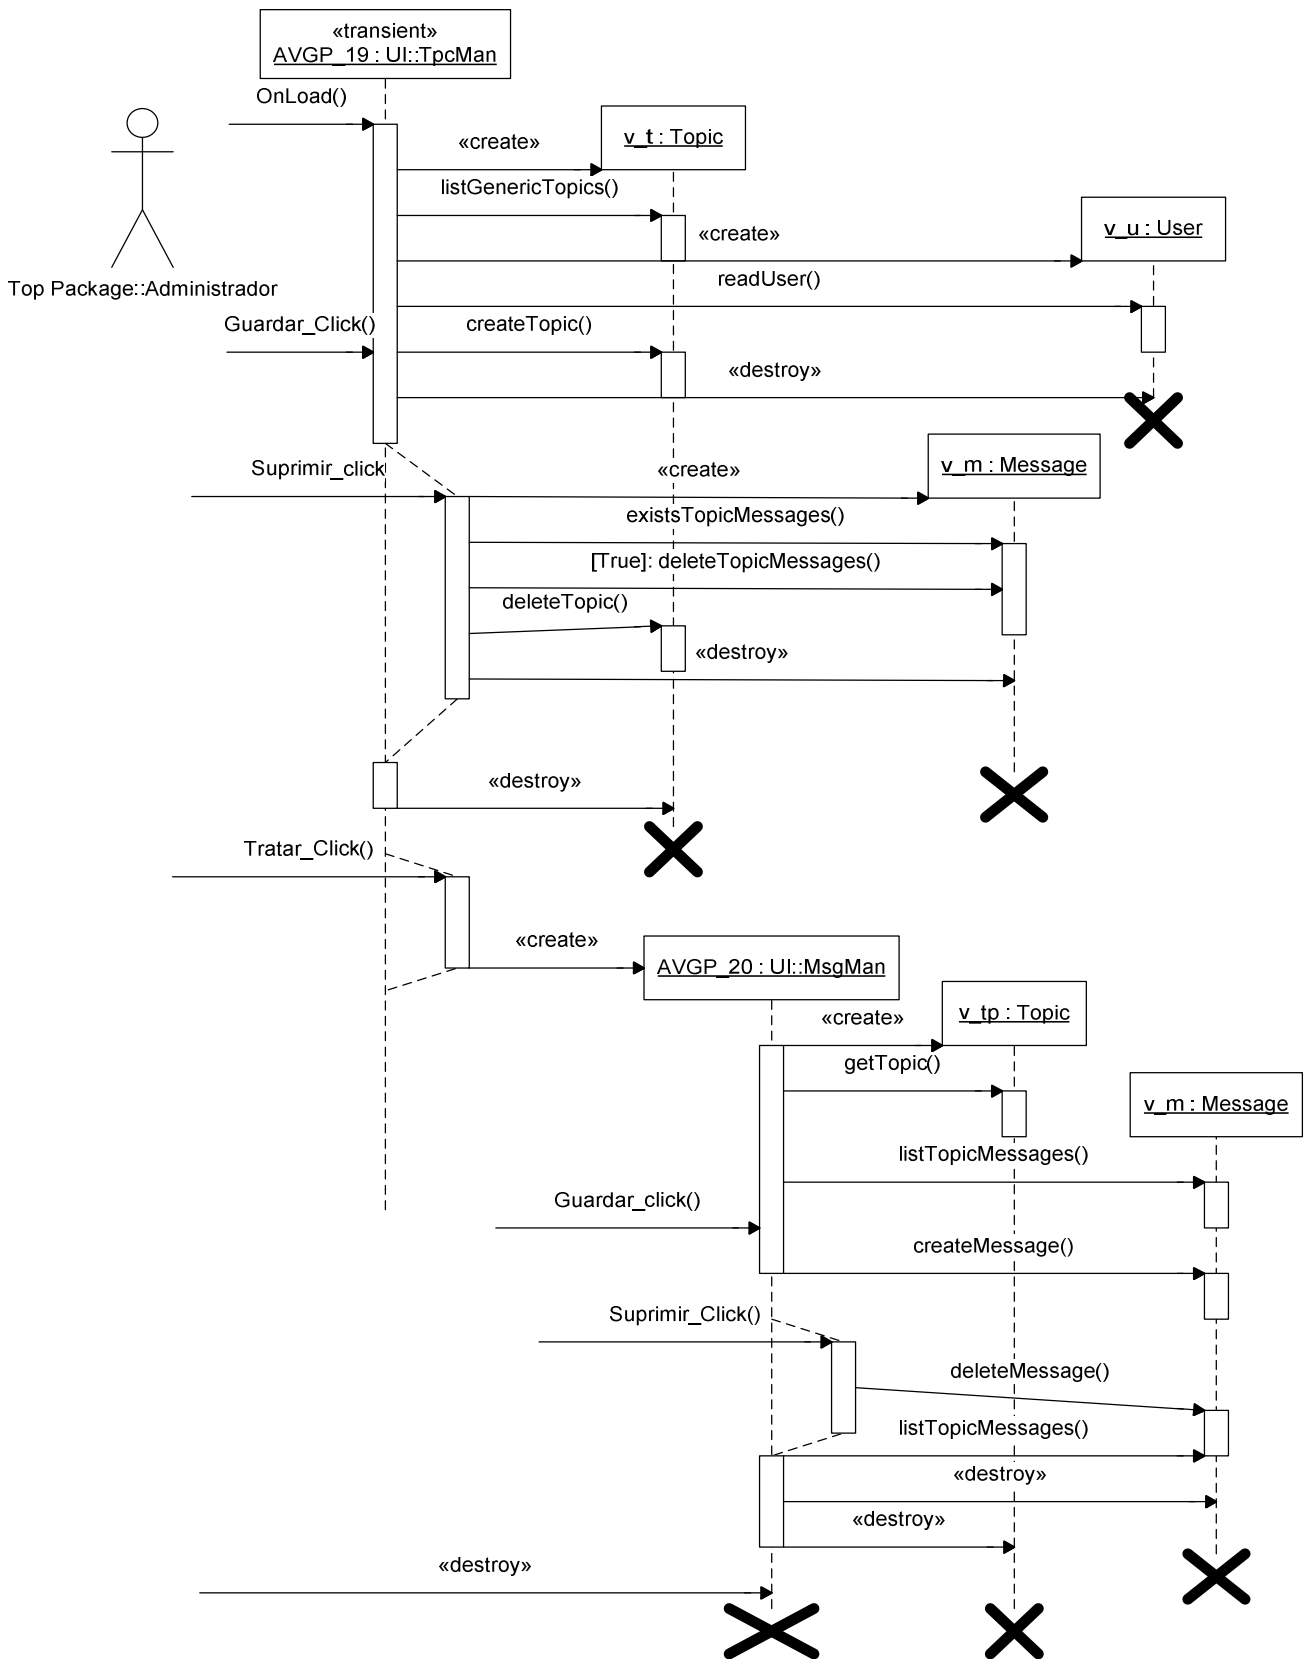 «transient»
AVGP_19 : UI::TpcMan
OnLoad()
«create»
v_t : Topic
listGenericTopics()
«create»
v_u : User
readUser()
Top Package::Administrador
Guardar_Click()
createTopic()
«destroy»
Suprimir_click
«create»
v_m : Message
existsTopicMessages()
[True]: deleteTopicMessages()
deleteTopic()
«destroy»
«destroy»
Tratar_Click()
«create»
AVGP_20 : UI::MsgMan
«create»
v_tp : Topic
getTopic()
v_m : Message
listTopicMessages()
Guardar_click()
createMessage()
Suprimir_Click()
deleteMessage()
listTopicMessages()
«destroy»
«destroy»
«destroy»